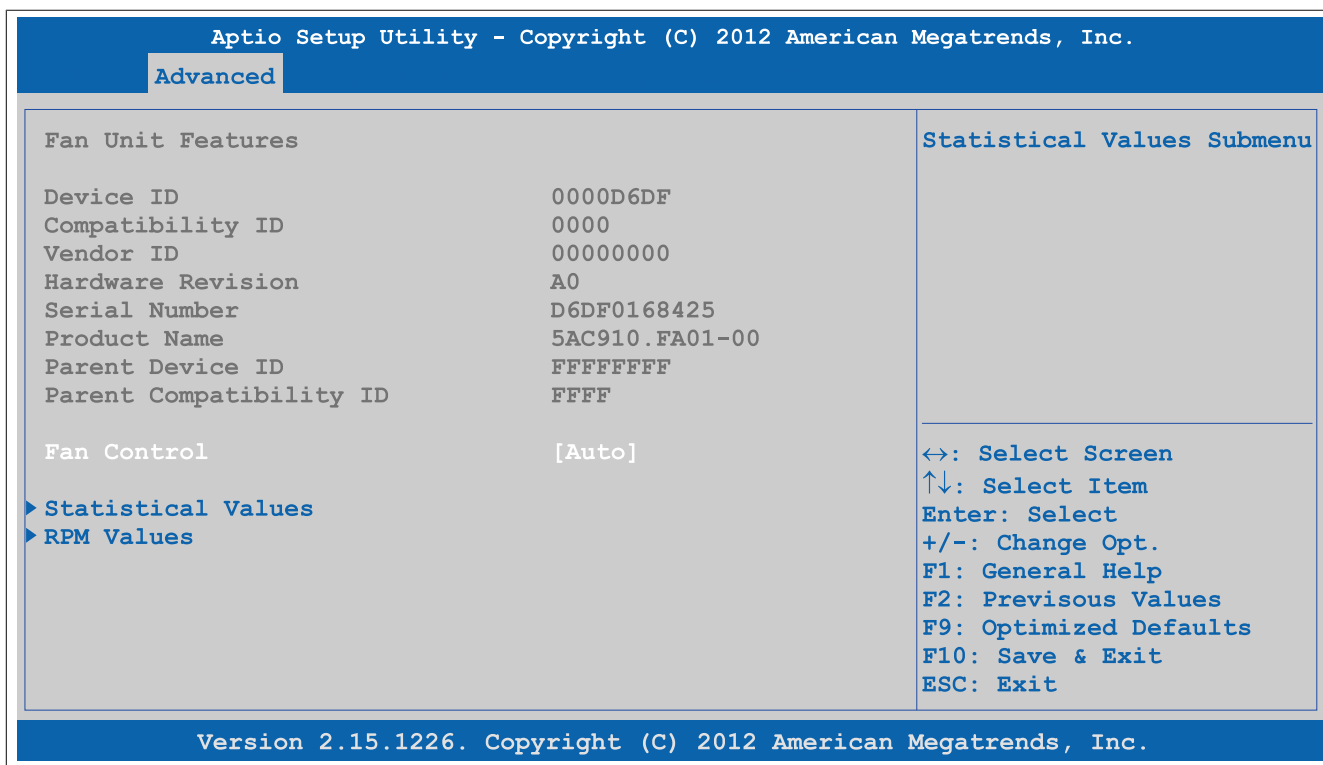 Aptio Setup Utility - Copyright (C) 2012 American Megatrends, Inc.
Advanced
Fan Unit Features
Device ID 0000D6DF
Compatibility ID 0000
Vendor ID 00000000
Hardware Revision A0
Serial Number D6DF0168425
Product Name 5AC910.FA01-00
Parent Device ID FFFFFFFF
Parent Compatibility ID FFFF
Fan Control [Auto]
Statistical Values
RPM Values
Statistical Values Submenu
↔: Select Screen
↑↓: Select Item
Enter: Select
+/-: Change Opt.
F1: General Help
F2: Previsous Values
F9: Optimized Defaults
F10: Save & Exit
ESC: Exit
Version 2.15.1226. Copyright (C) 2012 American Megatrends, Inc.